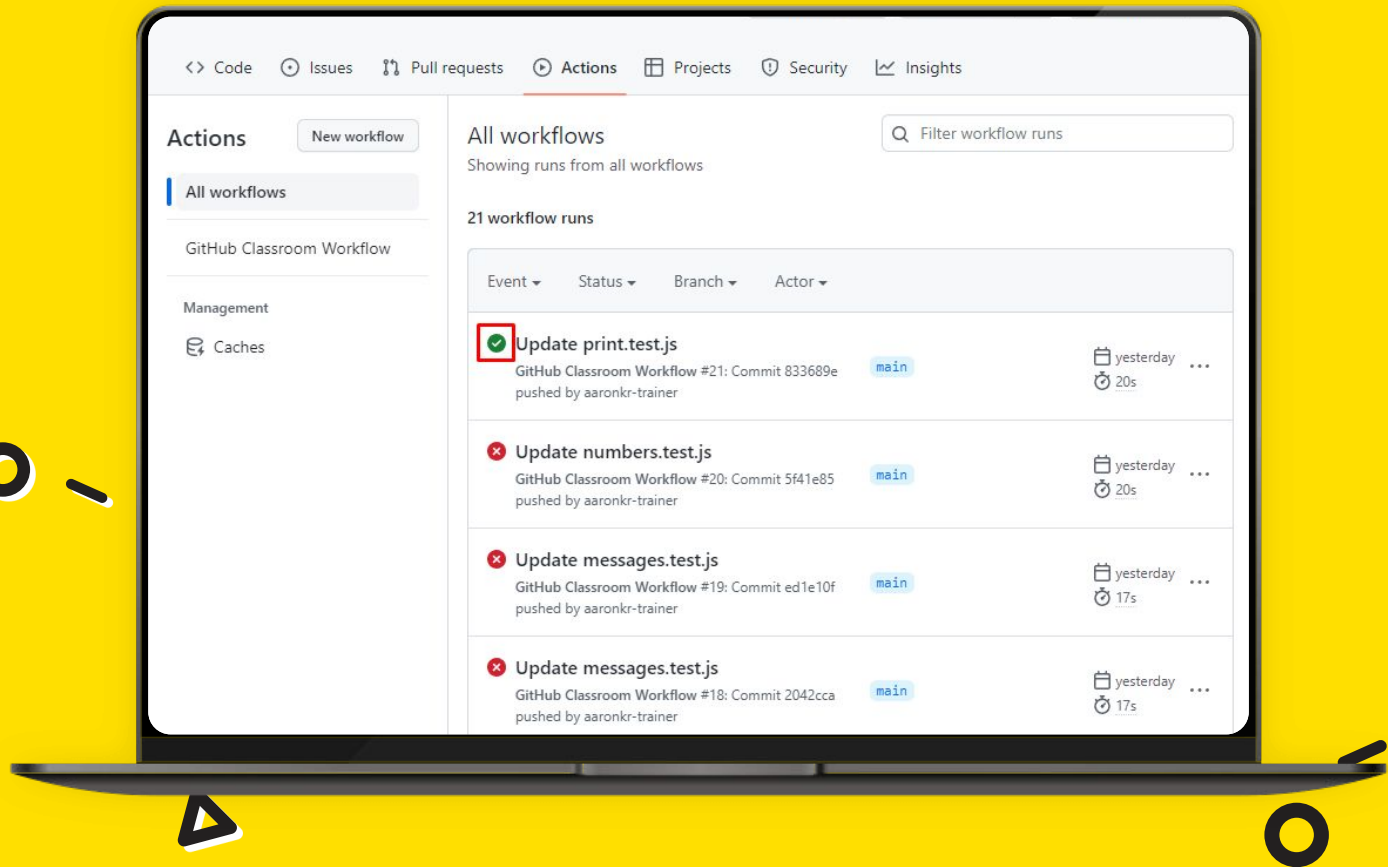 Code Issues Pull requests Actions Projects Security Insights
Actions
New workflow
All workflows
GitHub Classroom Workflow
Management
Caches
All workflows
Filter workflow runs
Showing runs from all workflows
21 workflow runs
Event Status Branch Actor
Update print.test.js
GitHub Classroom Workflow #21: Commit 833689e
pushed by aaronkr-trainer
main
yesterday
20s
Update numbers.test.js
GitHub Classroom Workflow #20: Commit 5f41e85
pushed by aaronkr-trainer
main
yesterday
20s
Update messages.test.js
GitHub Classroom Workflow #19: Commit ed1e10f
pushed by aaronkr-trainer
main
yesterday
17s
Update messages.test.js
GitHub Classroom Workflow #18: Commit 2042cca
pushed by aaronkr-trainer
main
yesterday
17s